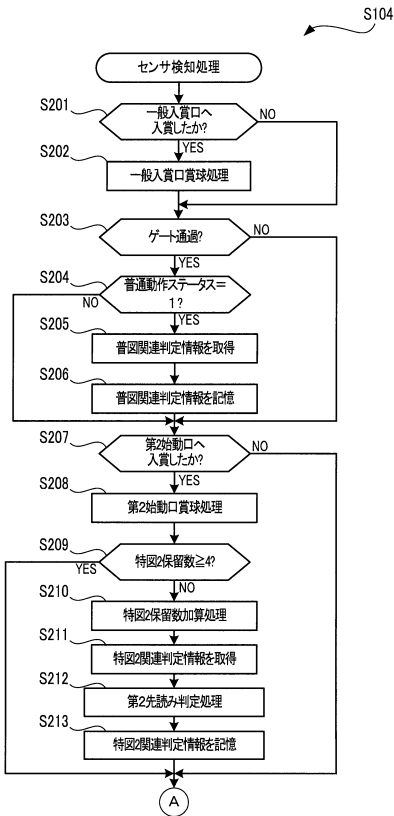 S104
センサ検知処理
S201
一般入賞口へ
入賞したか?
NO
YES
S202
一般入賞口賞球処理
S203
ゲート通過?
NO
YES
S204
普通動作ステータス=
1?
NO
YES
S205
普図関連判定情報を取得
S206
普図関連判定情報を記憶
S207
第2始動口へ
入賞したか?
NO
YES
S208
第2始動口賞球処理
S209
特図2保留数≧4?
YES
NO
S210
特図2保留数加算処理
S211
特図2関連判定情報を取得
S212
第2先読み判定処理
S213
特図2関連判定情報を記憶
A